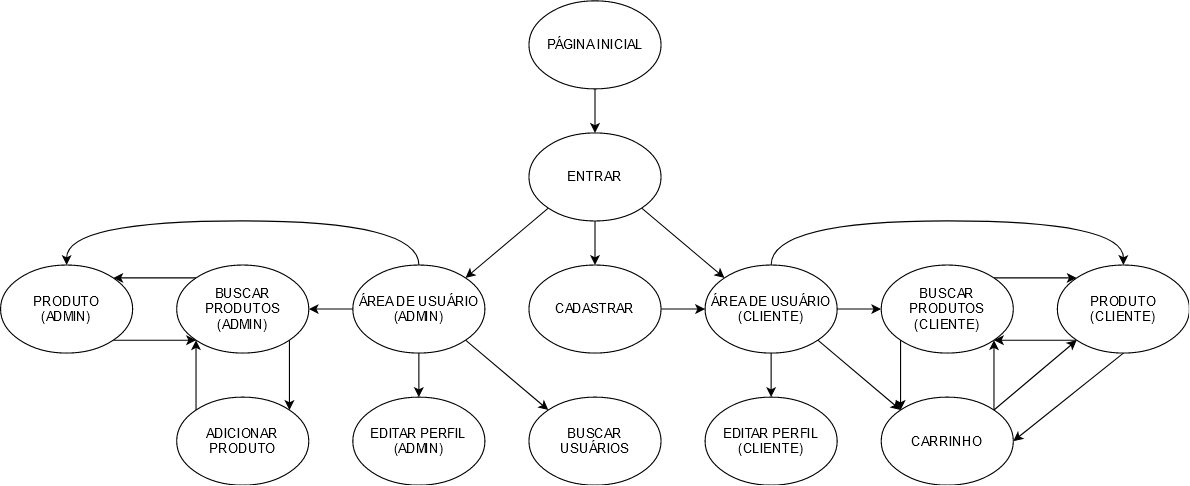 PÁGINA INICIAL
ENTRAR
PRODUTO
(ADMIN)
BUSCAR
PRODUTOS
(ADMIN)
ÁREA DE USUÁRIO
(ADMIN)
CADASTRAR
ÁREA DE USUÁRIO
(CLIENTE)
BUSCAR
PRODUTOS
(CLIENTE)
PRODUTO
(CLIENTE)
ADICIONAR
PRODUTO
EDITAR PERFIL
(ADMIN)
BUSCAR
USUÁRIOS
EDITAR PERFIL
(CLIENTE)
CARRINHO